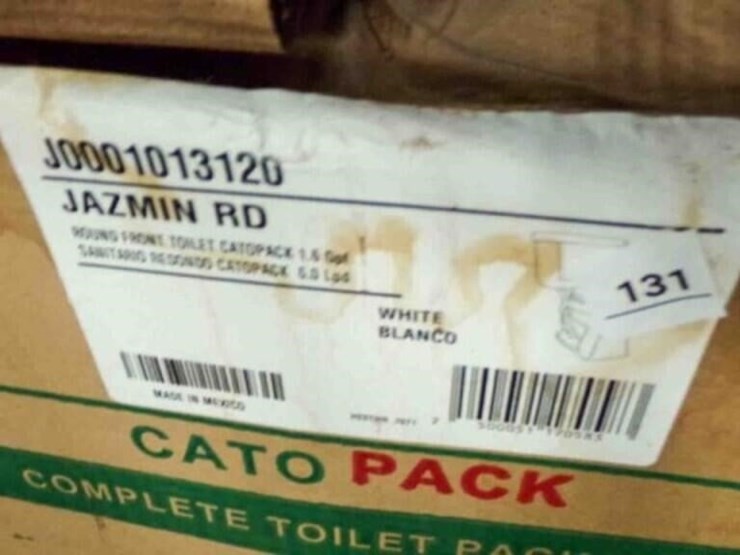 J0001013120
JAZMIN RD
ROUND FRONT TOILET CATOPACK 1.6 Gpf
SANITARIO REDONDO CATOPACK 6.0 Lpd
131
WHITE
BLANCO
MADE IN MEXICO
CATO PACK
COMPLETE TOILET